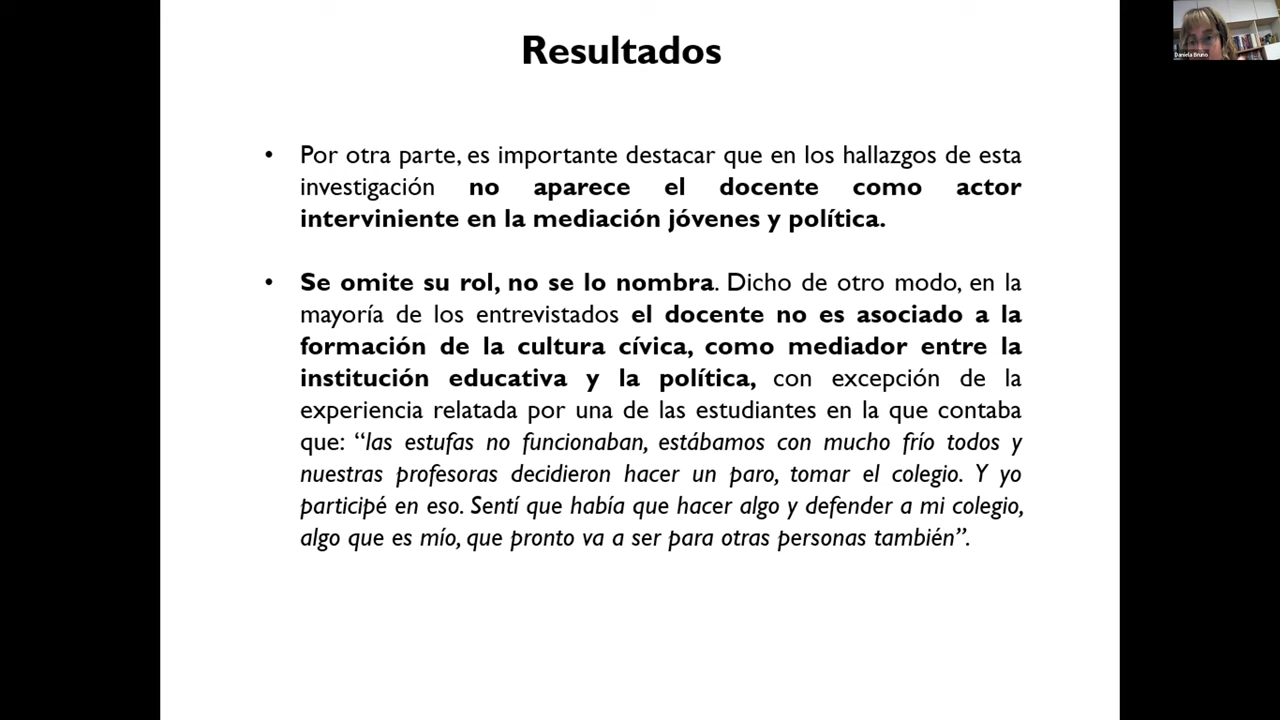 Resultados
Daniela Bruno
• Por otra parte, es importante destacar que en los hallazgos de esta
investigación no aparece el docente como actor
interviniente en la mediación jóvenes y política.
• Se omite su rol, no se lo nombra. Dicho de otro modo, en la
mayoría de los entrevistados el docente no es asociado a la
formación de la cultura cívica, como mediador entre la
institución educativa y la política, con excepción de la
experiencia relatada por una de las estudiantes en la que contaba
que: “las estufas no funcionaban, estábamos con mucho frío todos y
nuestras profesoras decidieron hacer un paro, tomar el colegio. Y yo
participé en eso. Sentí que había que hacer algo y defender a mi colegio,
algo que es mío, que pronto va a ser para otras personas también”.